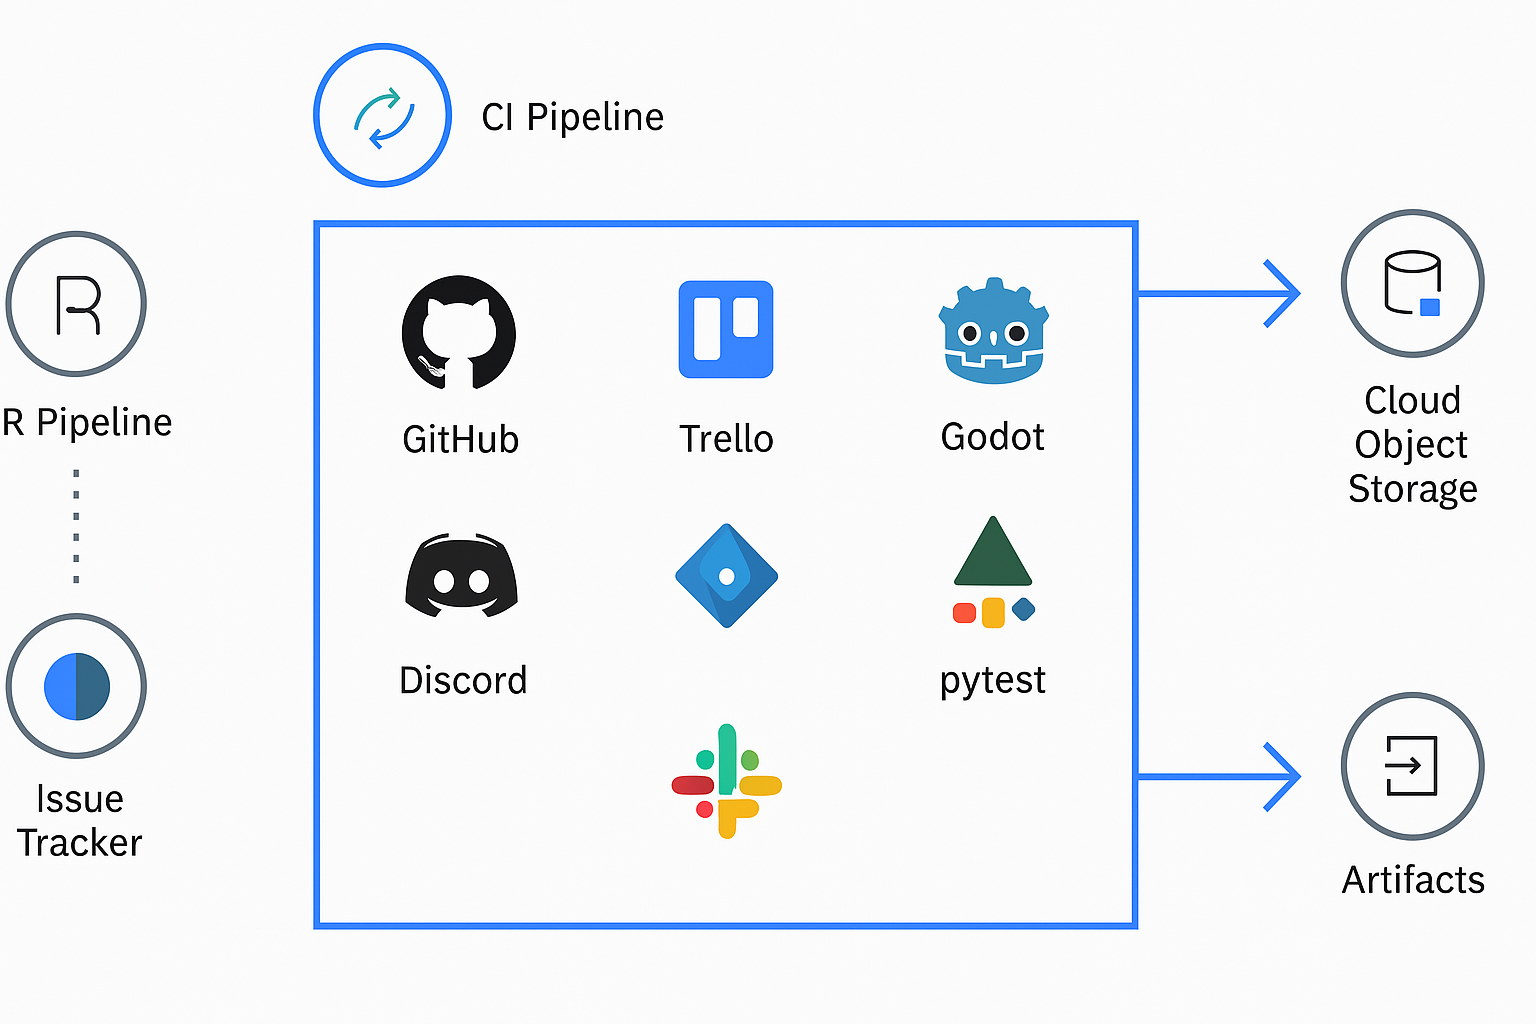 CI Pipeline
R
R Pipeline
Issue
Tracker
GitHub
Trello
Godot
Discord
pytest
Cloud
Object
Storage
Artifacts